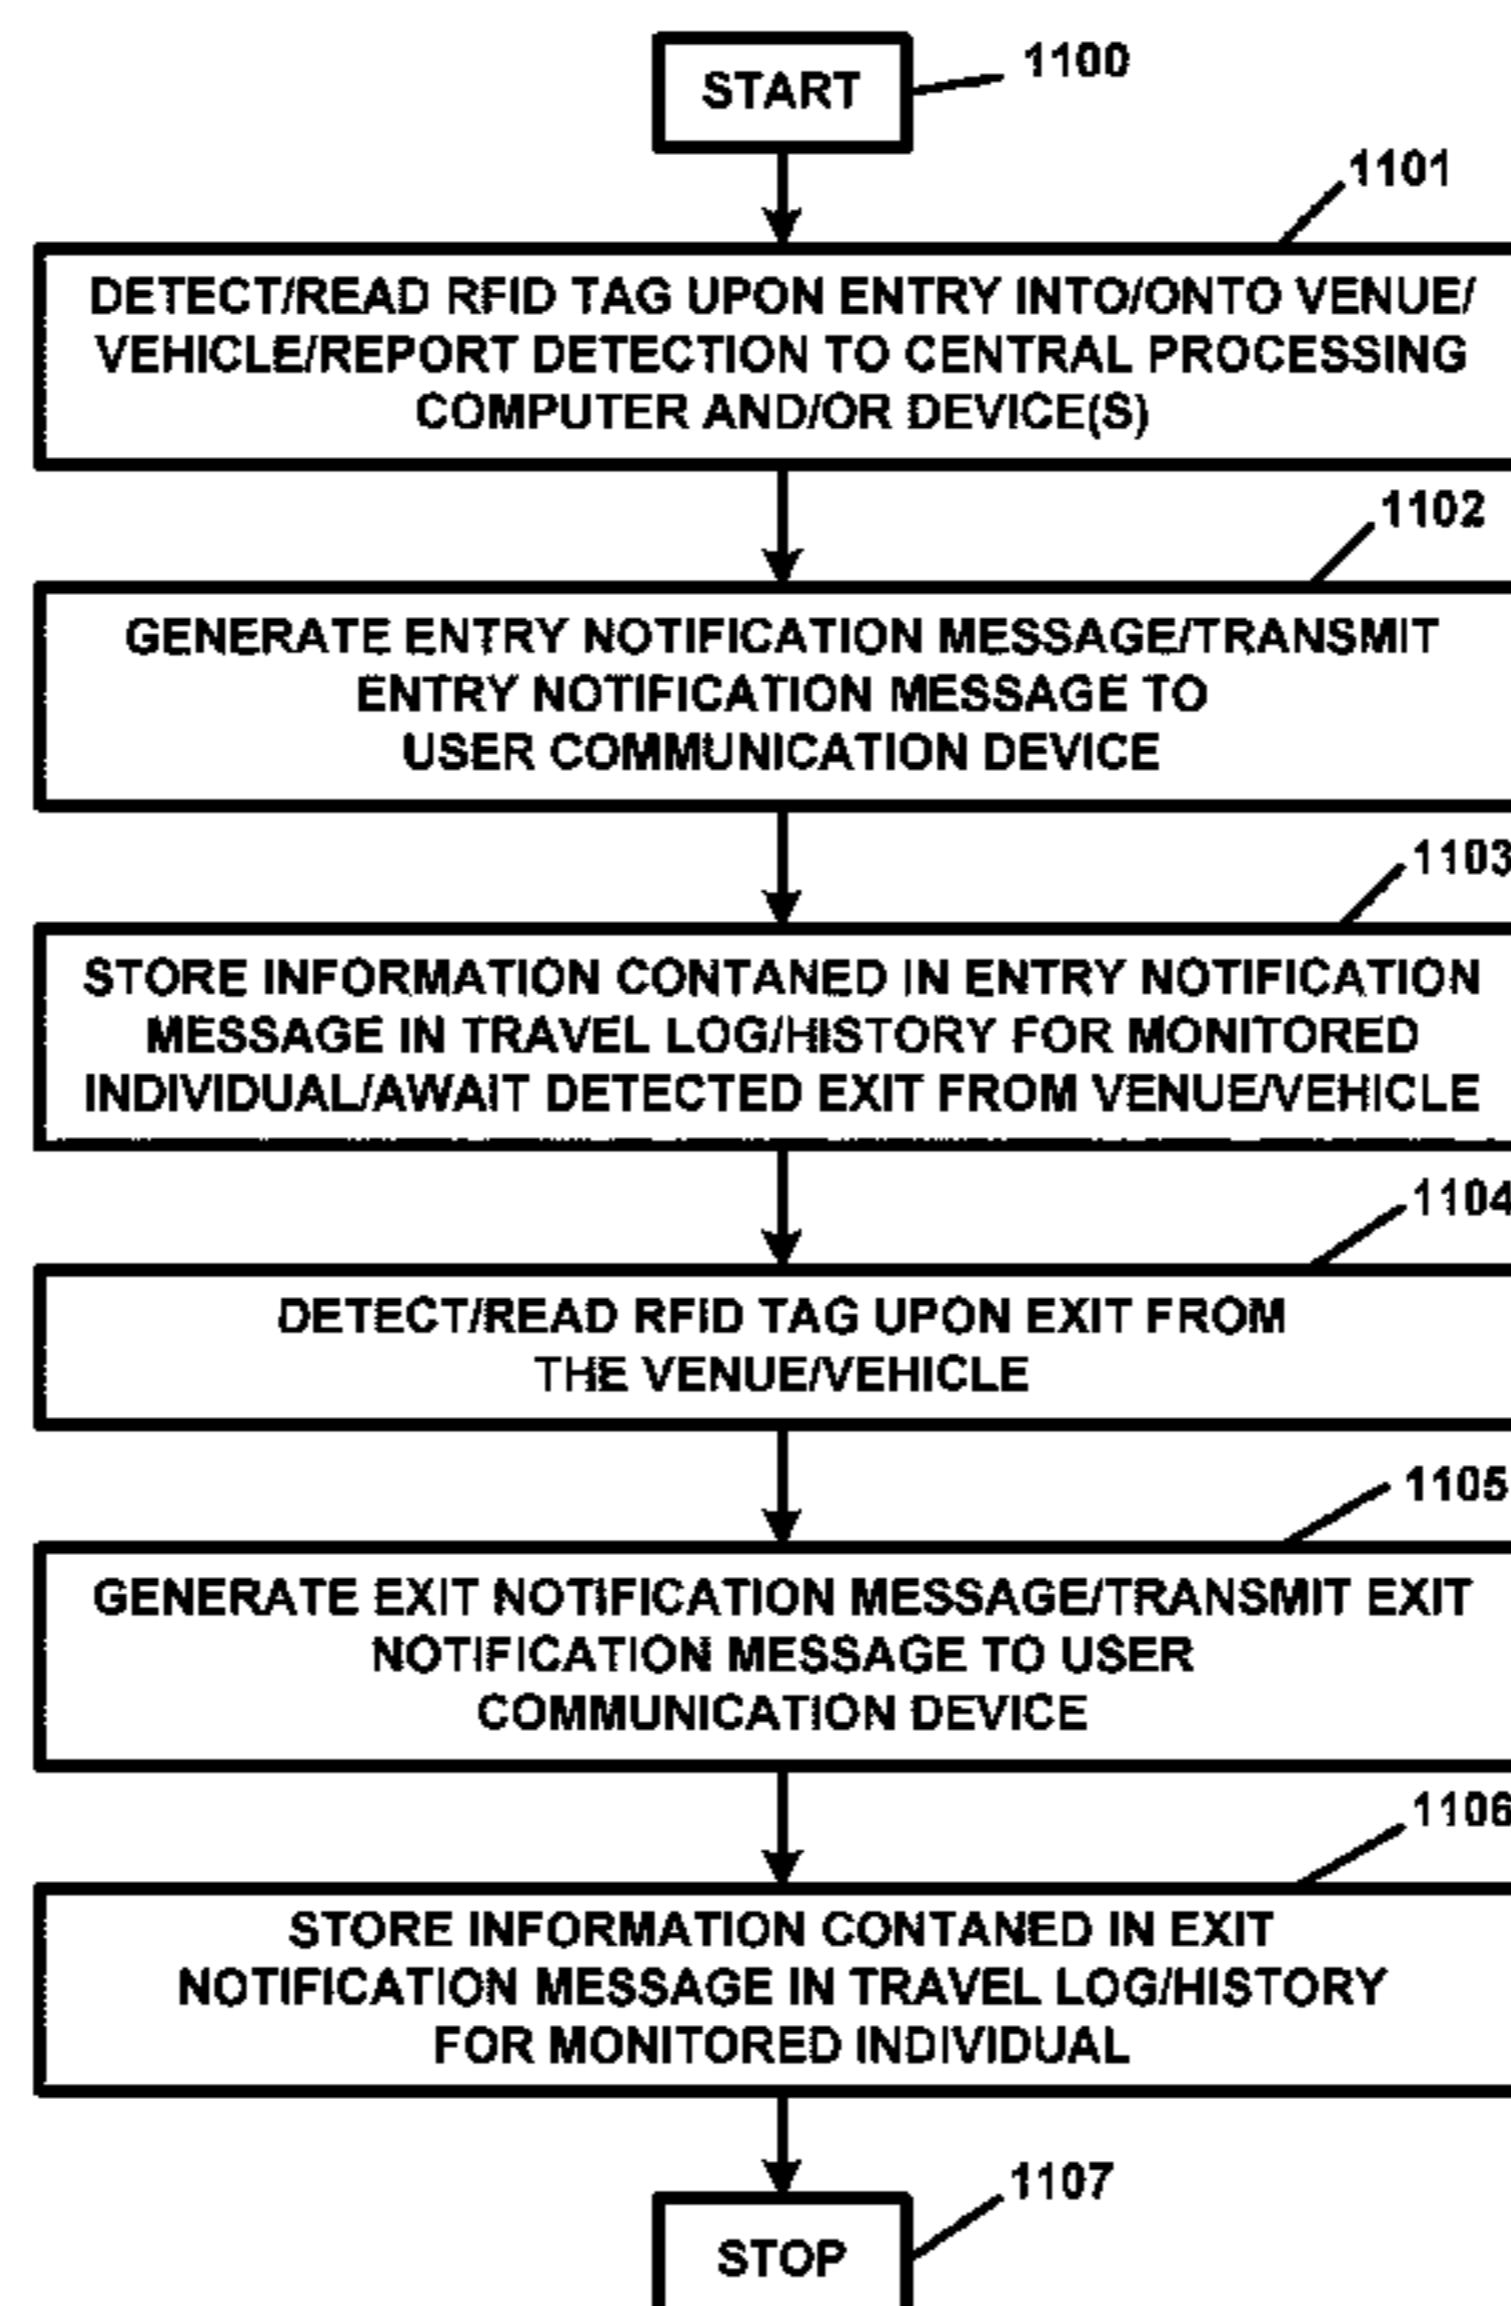 START
1100
1101
DETECT/READ RFID TAG UPON ENTRY INTO/ONTO VENUE/
VEHICLE/REPORT DETECTION TO CENTRAL PROCESSING
COMPUTER AND/OR DEVICE(S)
1102
GENERATE ENTRY NOTIFICATION MESSAGE/TRANSMIT
ENTRY NOTIFICATION MESSAGE TO
USER COMMUNICATION DEVICE
1103
STORE INFORMATION CONTANED IN ENTRY NOTIFICATION
MESSAGE IN TRAVEL LOG/HISTORY FOR MONITORED
INDIVIDUAL/AWAIT DETECTED EXIT FROM VENUE/VEHICLE
1104
DETECT/READ RFID TAG UPON EXIT FROM
THE VENUE/VEHICLE
1105
GENERATE EXIT NOTIFICATION MESSAGE/TRANSMIT EXIT
NOTIFICATION MESSAGE TO USER
COMMUNICATION DEVICE
1106
STORE INFORMATION CONTANED IN EXIT
NOTIFICATION MESSAGE IN TRAVEL LOG/HISTORY
FOR MONITORED INDIVIDUAL
1107
STOP